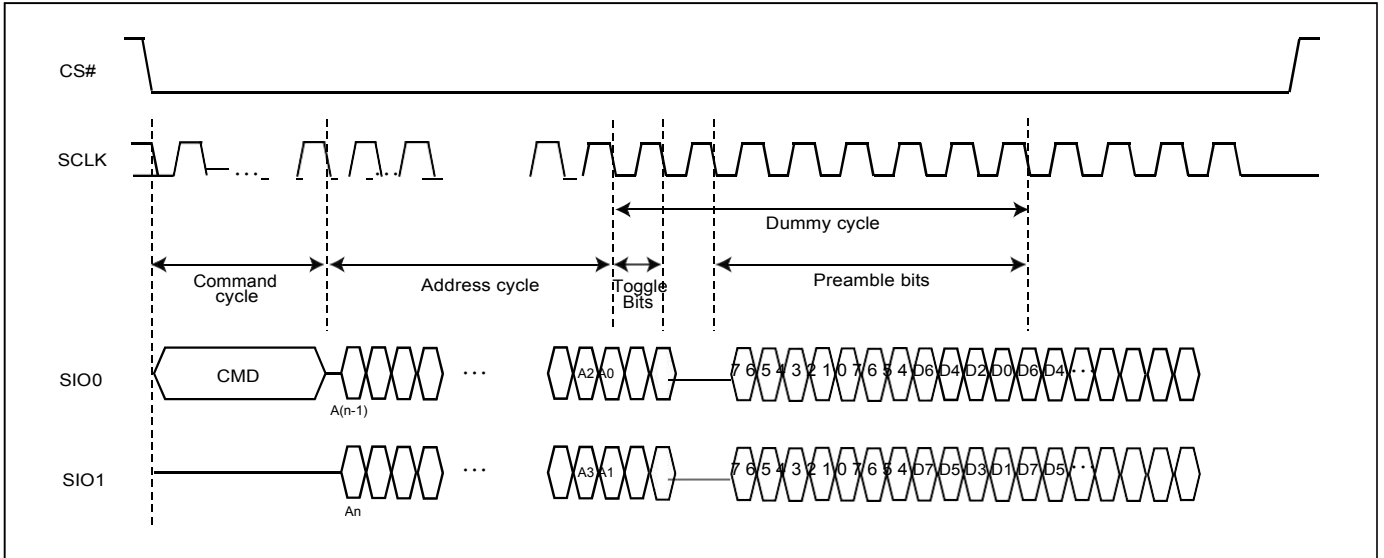 CS#
SCLK
...
...
Dummy cycle
Command cycle
Address cycle
Toggle Bits
Preamble bits
SIO0
CMD
...
A2 A0
7 6 5 4 3 2 1 0 7 6 5 4 D6 D4 D2 D0 D6 D4 ...
A(n-1)
SIO1
...
A3 A1
7 6 5 4 3 2 1 0 7 6 5 4 D7 D5 D3 D1 D7 D5 ...
An